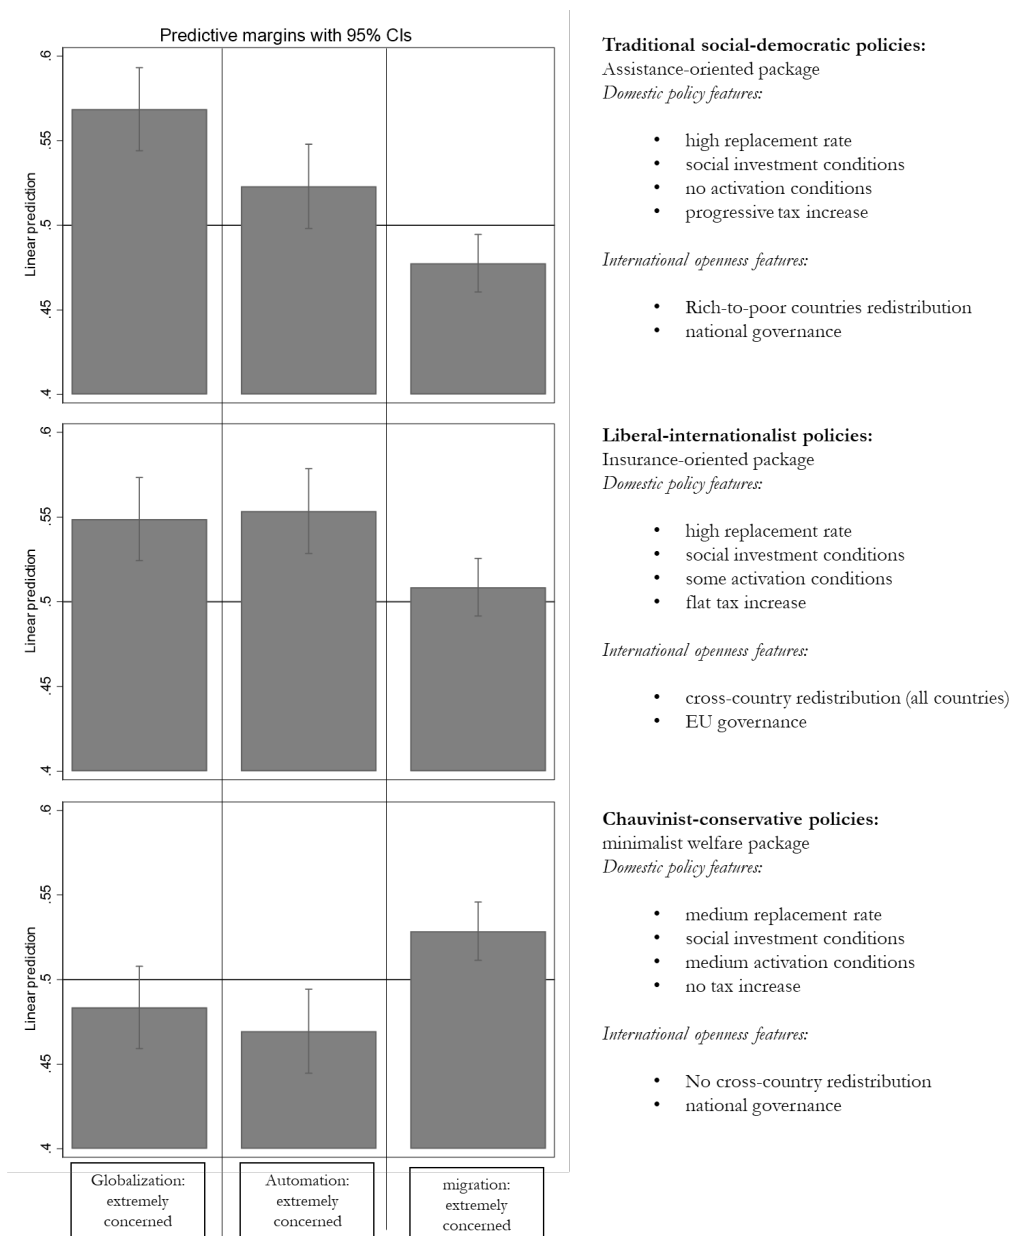 Predictive margins with 95% CIs
Linear prediction
.6
.55
.5
.45
.4
Traditional social-democratic policies:
Assistance-oriented package
Domestic policy features:
• high replacement rate
• social investment conditions
• no activation conditions
• progressive tax increase
International openness features:
• Rich-to-poor countries redistribution
• national governance
Linear prediction
.6
.55
.5
.45
.4
Liberal-internationalist policies:
Insurance-oriented package
Domestic policy features:
• high replacement rate
• social investment conditions
• some activation conditions
• flat tax increase
International openness features:
• cross-country redistribution (all countries)
• EU governance
Linear prediction
.6
.55
.5
.45
.4
Chauvinist-conservative policies:
minimalist welfare package
Domestic policy features:
• medium replacement rate
• social investment conditions
• medium activation conditions
• no tax increase
International openness features:
• No cross-country redistribution
• national governance
Globalization:
extremely
concerned
Automation:
extremely
concerned
migration:
extremely
concerned